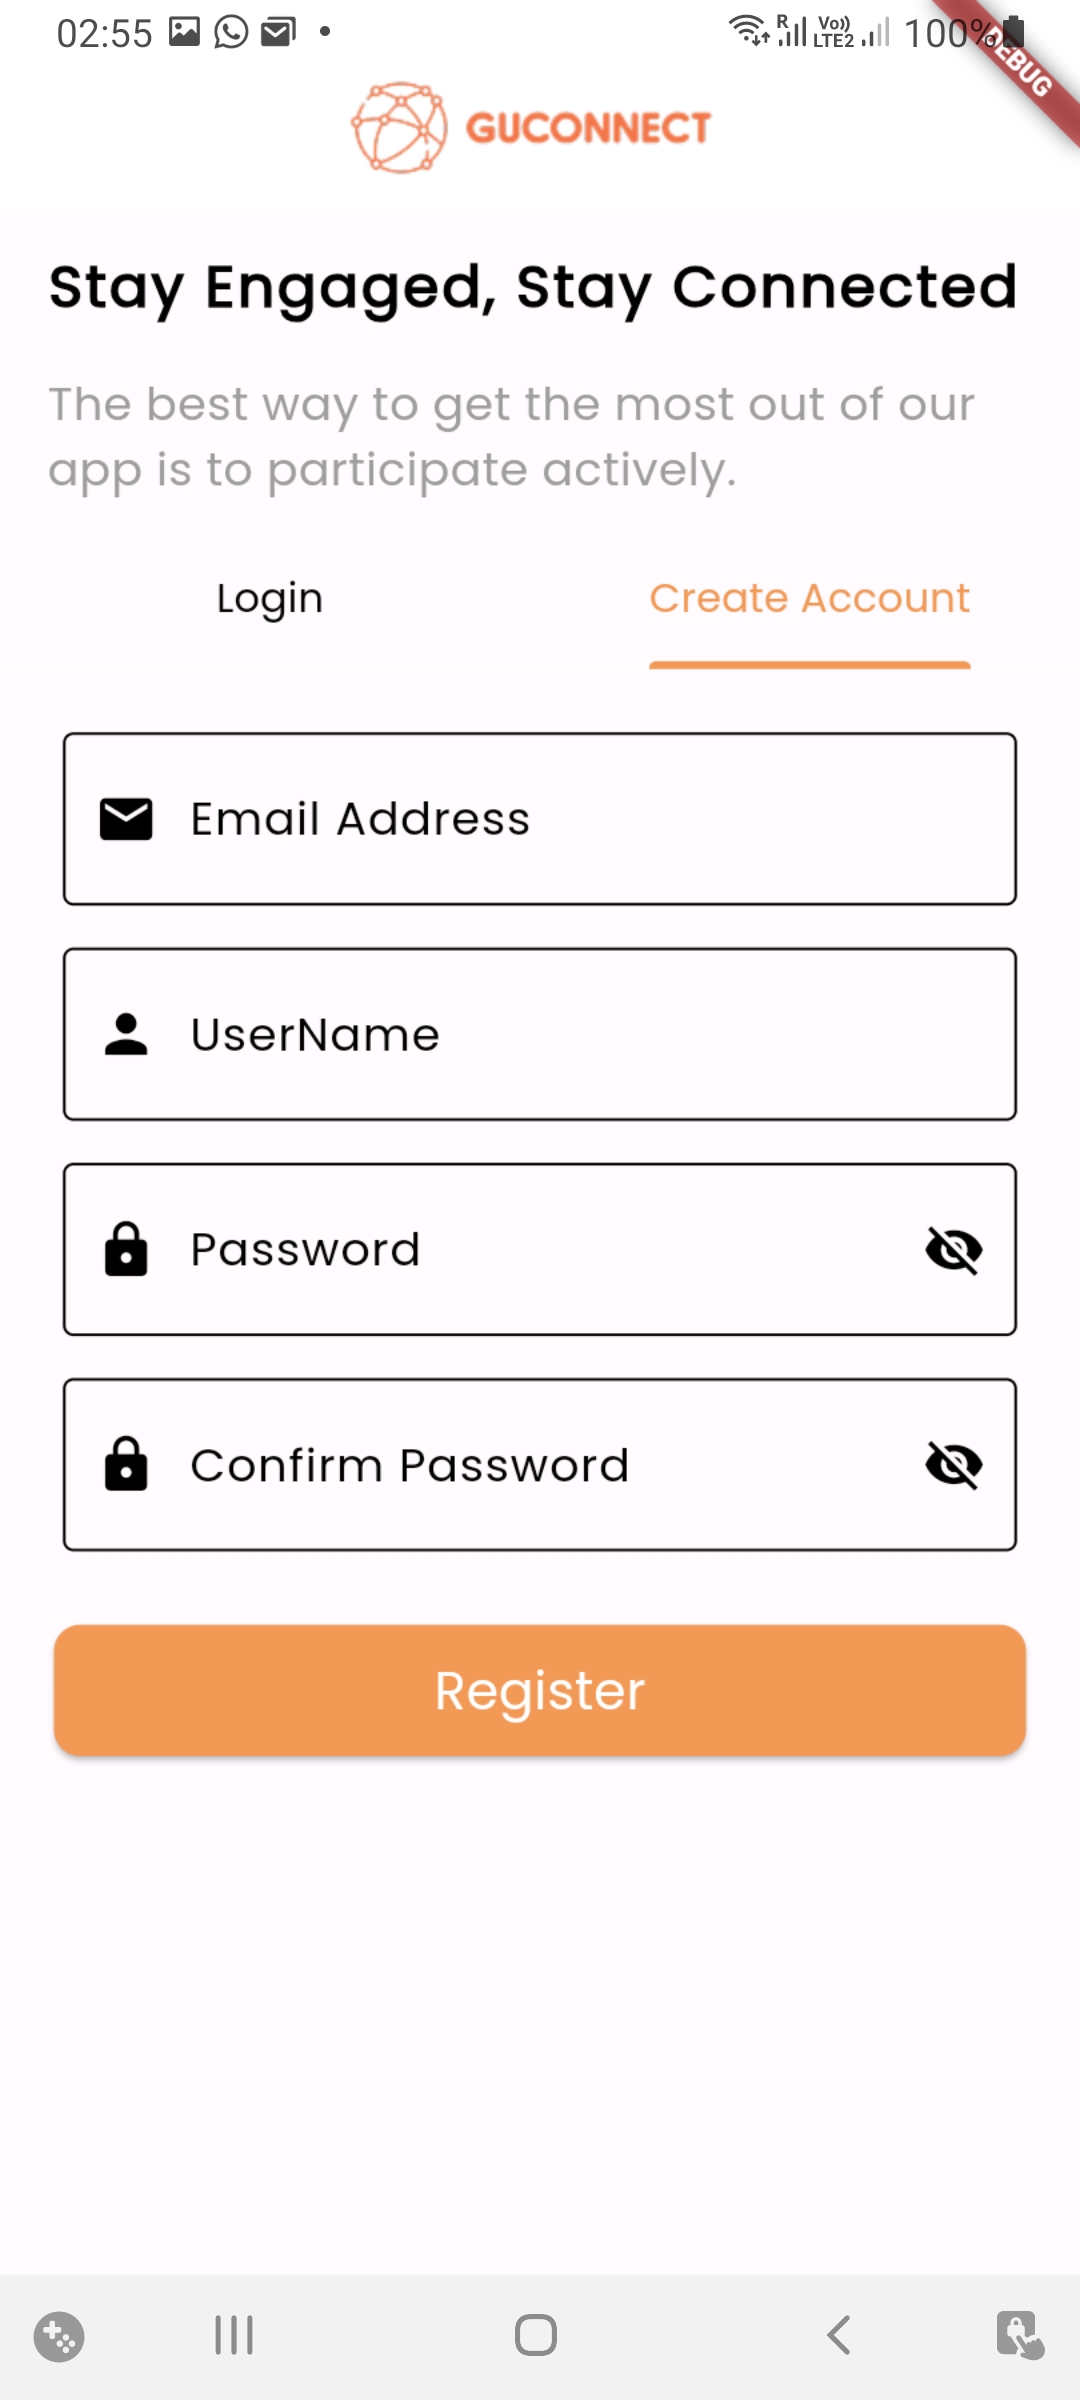 02:55
R Vo)) LTE2 100%
DEBUG
GUCONNECT
Stay Engaged, Stay Connected
The best way to get the most out of our
app is to participate actively.
Login Create Account
Email Address
UserName
Password
Confirm Password
Register